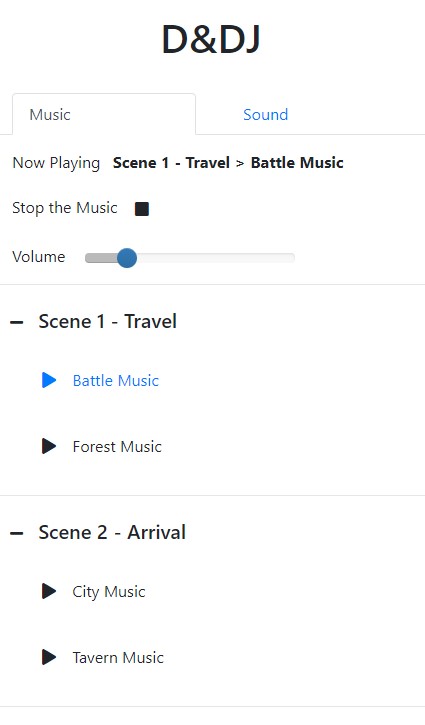 D&DJ
Music Sound
Now Playing Scene 1 - Travel > Battle Music
Stop the Music
Volume
Scene 1 - Travel
Battle Music
Forest Music
Scene 2 - Arrival
City Music
Tavern Music